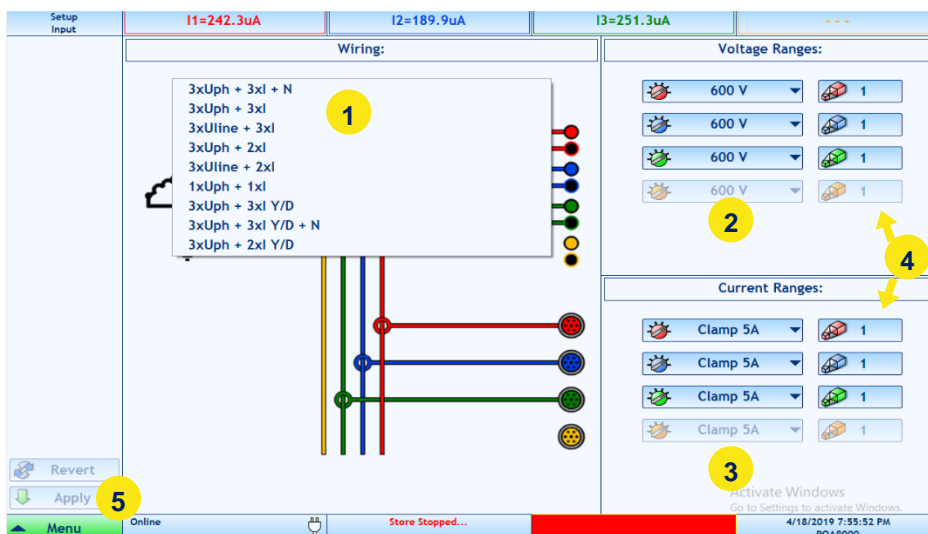 Setup
Input
I1=242.3uA
I2=189.9uA
I3=251.3uA
- - -
Wiring:
3xUph + 3xI + N
3xUph + 3xI
3xUline + 3xI
3xUph + 2xI
3xUline + 2xI
1xUph + 1xI
3xUph + 3xI Y/D
3xUph + 3xI Y/D + N
3xUph + 2xI Y/D
1
Voltage Ranges:
600 V 1
600 V 1
600 V 1
600 V 1
2
4
Current Ranges:
Clamp 5A 1
Clamp 5A 1
Clamp 5A 1
Clamp 5A 1
3
Revert
Apply
5
Activate Windows
Go to Settings to activate Windows.
Menu
Online
Store Stopped...
4/18/2019 7:55:52 PM
PQA8000